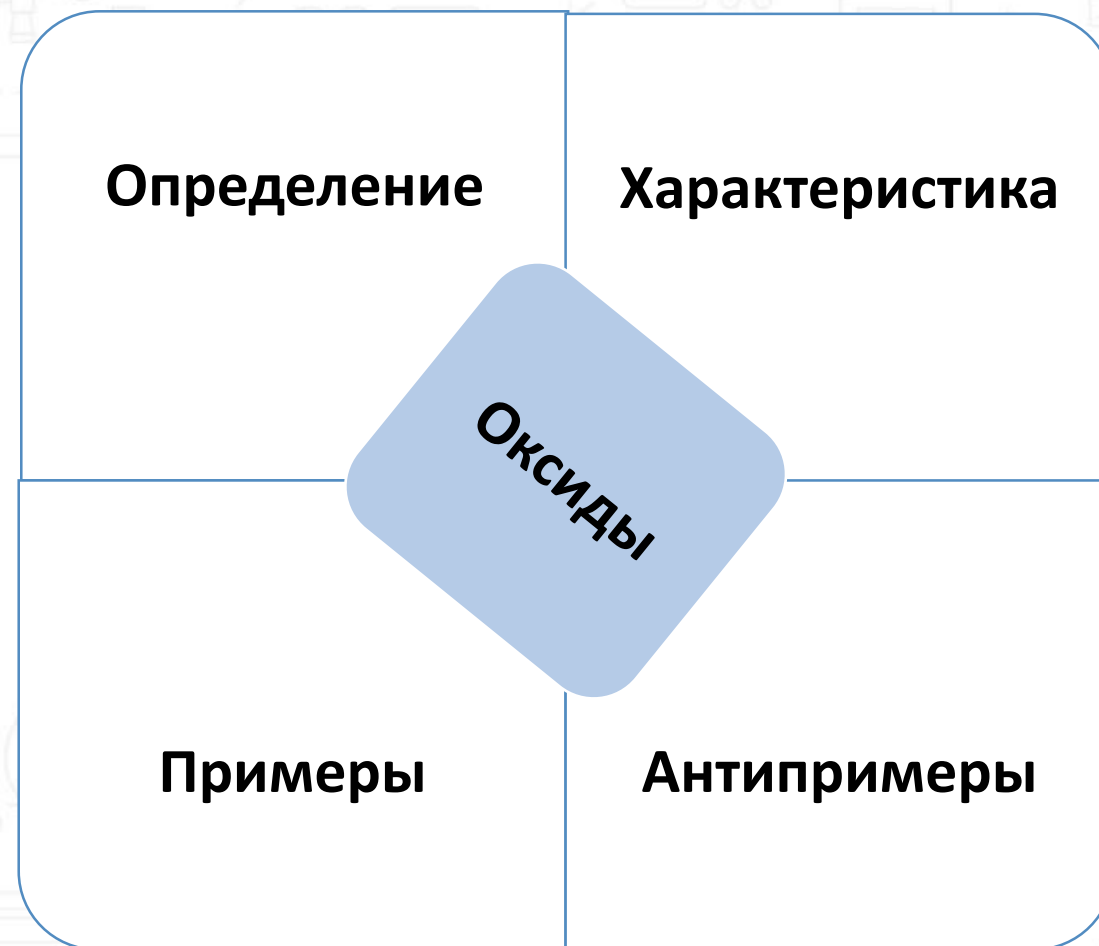 Определение
Характеристика
Оксиды
Примеры
Антипримеры